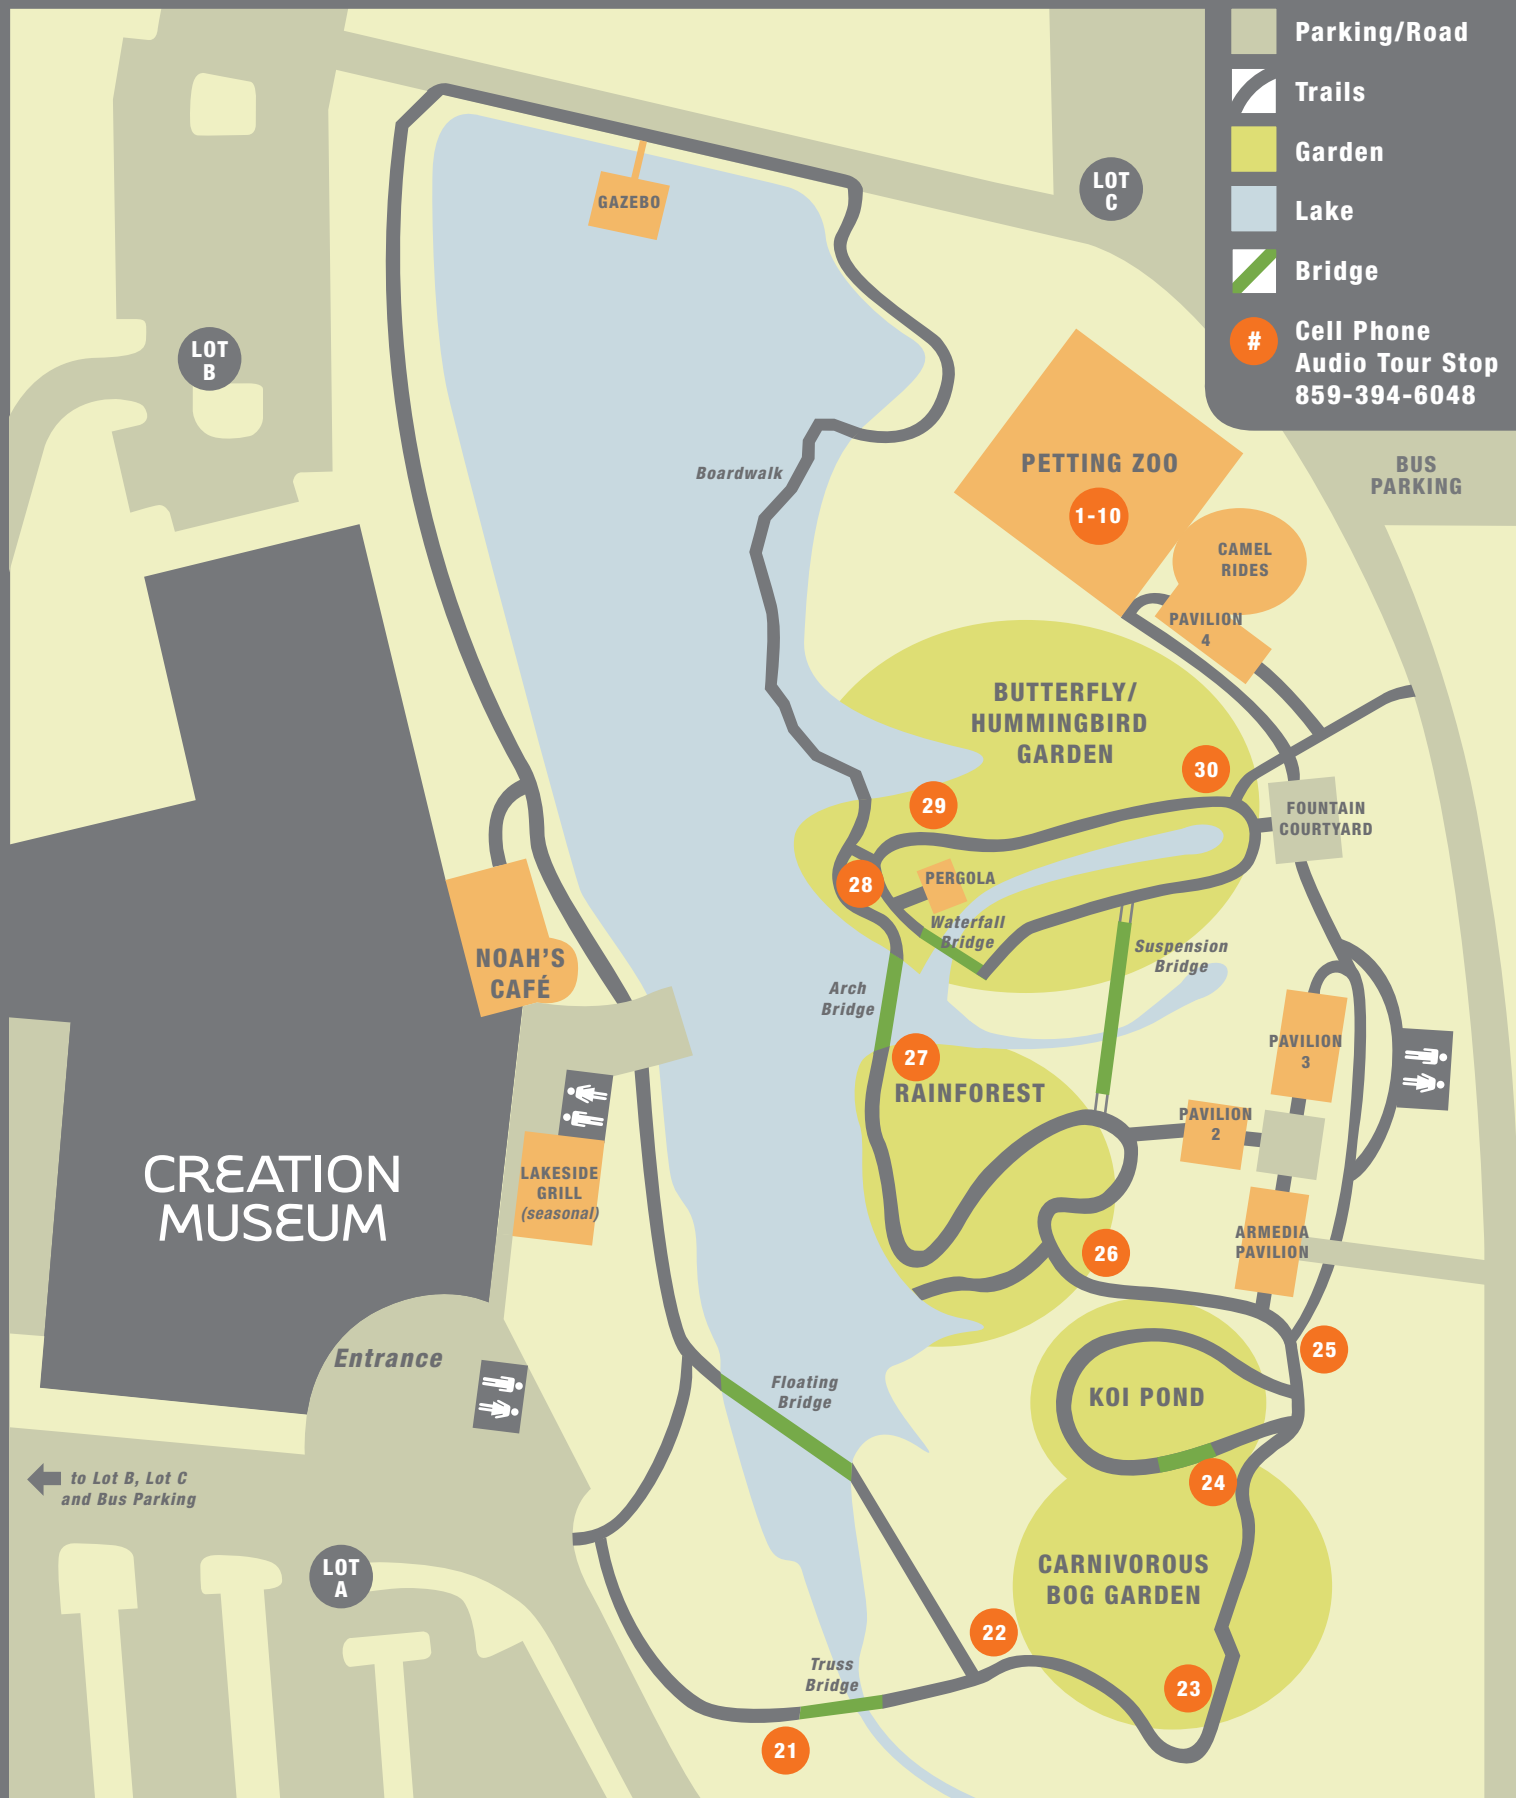 Parking/Road
Trails
Garden
Lake
Bridge
#
Cell Phone
Audio Tour Stop
859-394-6048
LOT
C
GAZEBO
LOT
B
BUS
PARKING
PETTING ZOO
1-10
Boardwalk
CAMEL
RIDES
PAVILION
4
BUTTERFLY/
HUMMINGBIRD
GARDEN
30
29
FOUNTAIN
COURTYARD
28
PERGOLA
Waterfall
Bridge
Suspension
Bridge
NOAH'S
CAFÉ
Arch
Bridge
27
RAINFOREST
PAVILION
3
PAVILION
2
CREATION
MUSEUM
LAKESIDE
GRILL
(seasonal)
26
ARMEDIA
PAVILION
25
Entrance
Floating
Bridge
KOI POND
24
to Lot B, Lot C
and Bus Parking
LOT
A
CARNIVOROUS
BOG GARDEN
22
23
Truss
Bridge
21